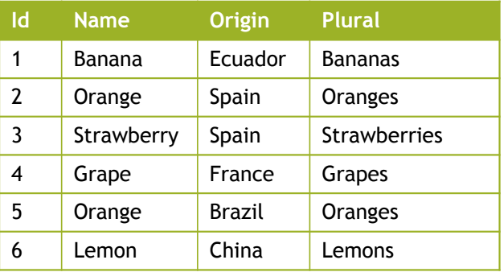 Id Name Origin Plural
1 Banana Ecuador Bananas
2 Orange Spain Oranges
3 Strawberry Spain Strawberries
4 Grape France Grapes
5 Orange Brazil Oranges
6 Lemon China Lemons